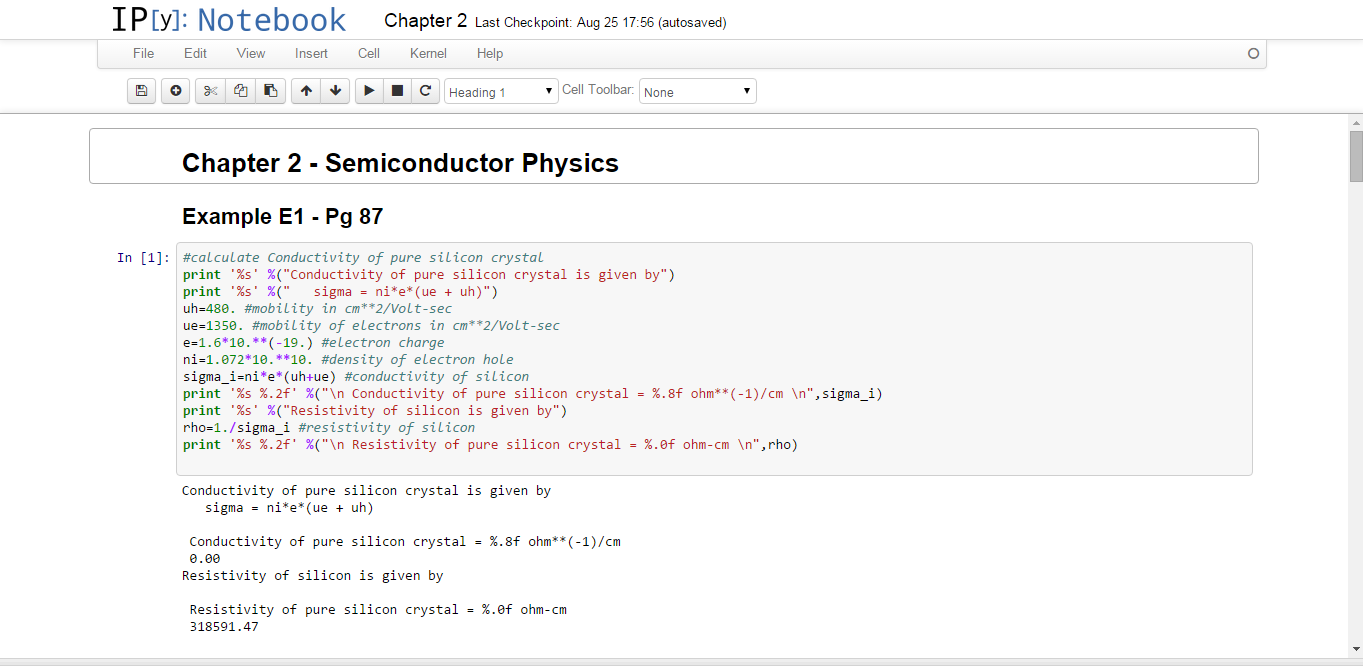 IP[y]: Notebook Chapter 2 Last Checkpoint: Aug 25 17:56 (autosaved)
File Edit View Insert Cell Kernel Help
Heading 1 Cell Toolbar: None
Chapter 2 - Semiconductor Physics
Example E1 - Pg 87
In [1]: #calculate Conductivity of pure silicon crystal
print '%s' %("Conductivity of pure silicon crystal is given by")
print '%s' %("   sigma = ni*e*(ue + uh)")
uh=480. #mobility in cm**2/Volt-sec
ue=1350. #mobility of electrons in cm**2/Volt-sec
e=1.6*10.**(-19.) #electron charge
ni=1.072*10.**10. #density of electron hole
sigma_i=ni*e*(uh+ue) #conductivity of silicon
print '%s %.2f' %("\n Conductivity of pure silicon crystal = %.8f ohm**(-1)/cm \n",sigma_i)
print '%s' %("Resistivity of silicon is given by")
rho=1./sigma_i #resistivity of silicon
print '%s %.2f' %("\n Resistivity of pure silicon crystal = %.0f ohm-cm \n",rho)
Conductivity of pure silicon crystal is given by
   sigma = ni*e*(ue + uh)
 Conductivity of pure silicon crystal = %.8f ohm**(-1)/cm
 0.00
Resistivity of silicon is given by
 Resistivity of pure silicon crystal = %.0f ohm-cm
 318591.47